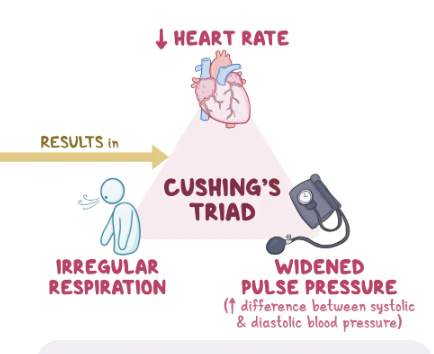 ↓ HEART RATE
RESULTS in
CUSHING'S
TRIAD
IRREGULAR
RESPIRATION
WIDENED
PULSE PRESSURE
(↑ difference between systolic
& diastolic blood pressure)